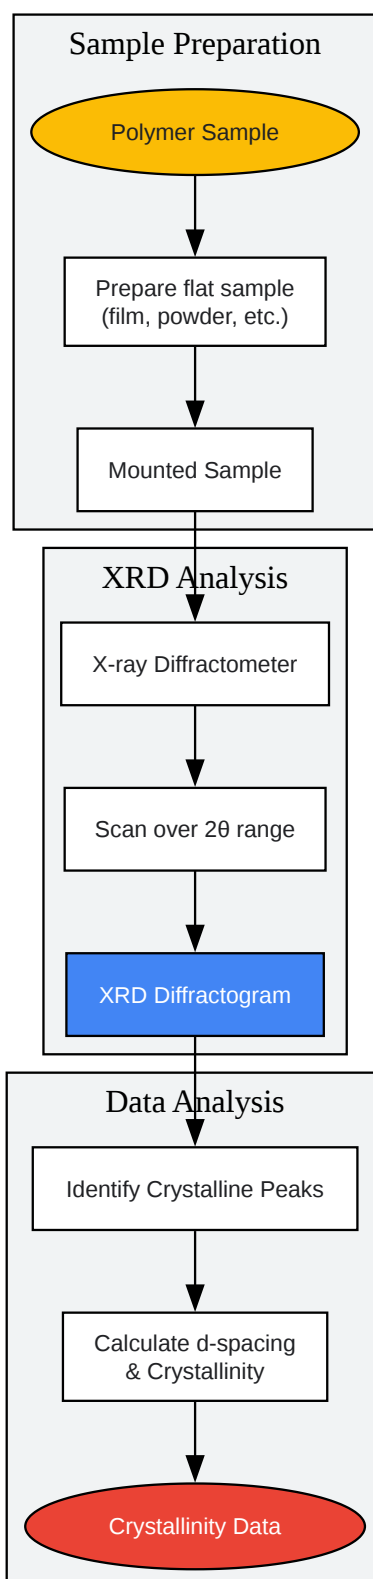 Sample Preparation
Polymer Sample
Prepare flat sample
(film, powder, etc.)
Mounted Sample
XRD Analysis
X-ray Diffractometer
Scan over 2θ range
XRD Diffractogram
Data Analysis
Identify Crystalline Peaks
Calculate d-spacing
& Crystallinity
Crystallinity Data